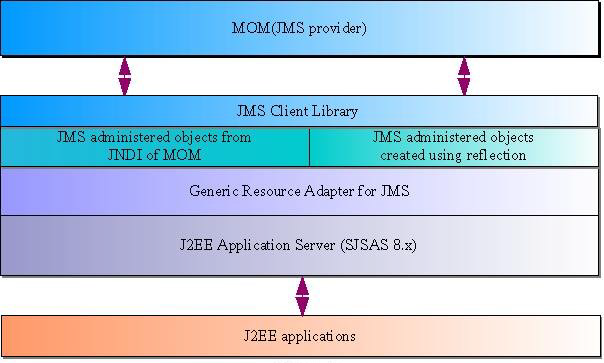 MOM(JMS provider)
JMS Client Library
JMS administered objects from
JNDI of MOM
JMS administered objects
created using reflection
Generic Resource Adapter for JMS
J2EE Application Server (SJSAS 8.x)
J2EE applications